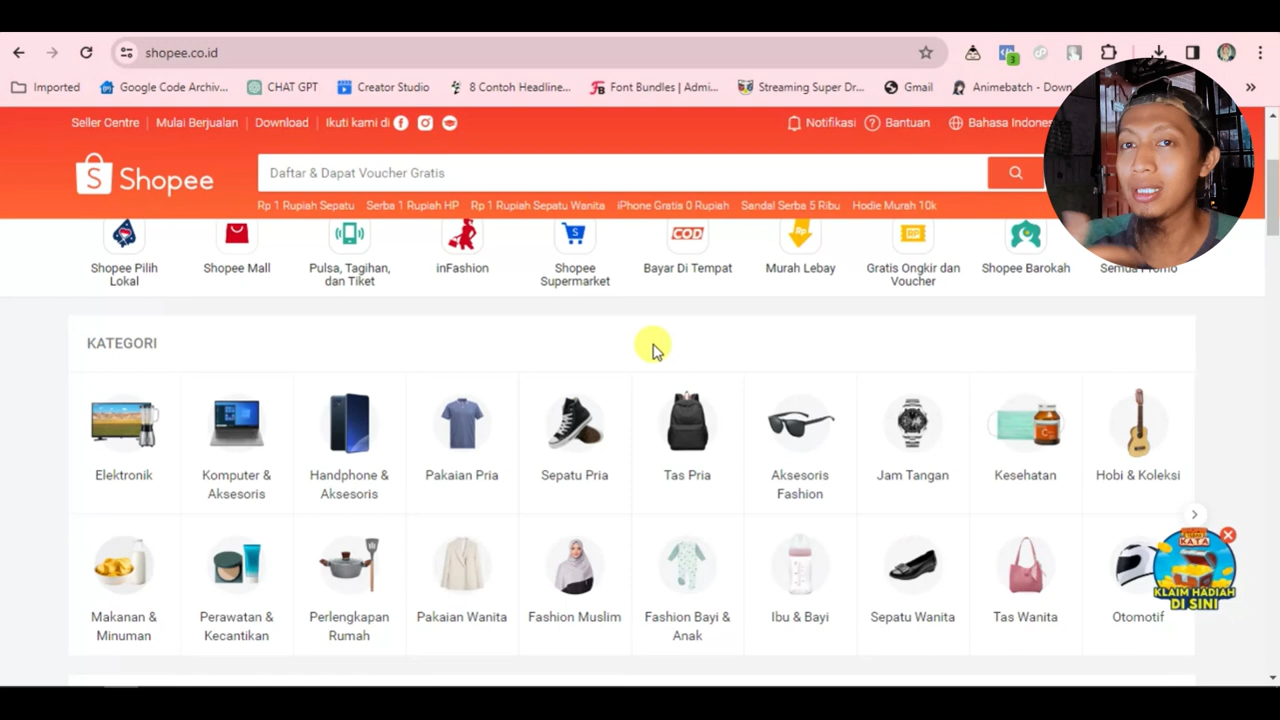 shopee.co.id
3
Imported
Google Code Archiv...
CHAT GPT
Creator Studio
8 Contoh Headline...
Font Bundles | Admi...
Streaming Super Dr...
Gmail
Animebatch - Down
»
Seller Centre
Mulai Berjualan
Download
Ikuti kami di
Notifikasi
Bantuan
Bahasa Indones
S Shopee
Daftar & Dapat Voucher Gratis
Rp 1 Rupiah Sepatu
Serba 1 Rupiah HP
Rp 1 Rupiah Sepatu Wanita
iPhone Gratis 0 Rupiah
Sandal Serba 5 Ribu
Hodie Murah 10k
COD
Rp
Shopee Pilih
Lokal
Shopee Mall
Pulsa, Tagihan,
dan Tiket
inFashion
Shopee
Supermarket
Bayar Di Tempat
Murah Lebay
Gratis Ongkir dan
Voucher
Shopee Barokah
Semua Promo
KATEGORI
Elektronik
Komputer &
Aksesoris
Handphone &
Aksesoris
Pakaian Pria
Sepatu Pria
Tas Pria
Aksesoris
Fashion
Jam Tangan
Kesehatan
Hobi & Koleksi
Makanan &
Minuman
Perawatan &
Kecantikan
Perlengkapan
Rumah
Pakaian Wanita
Fashion Muslim
Fashion Bayi &
Anak
Ibu & Bayi
Sepatu Wanita
Tas Wanita
Otomotif
KATA
KLAIM HADIAH
DI SINI